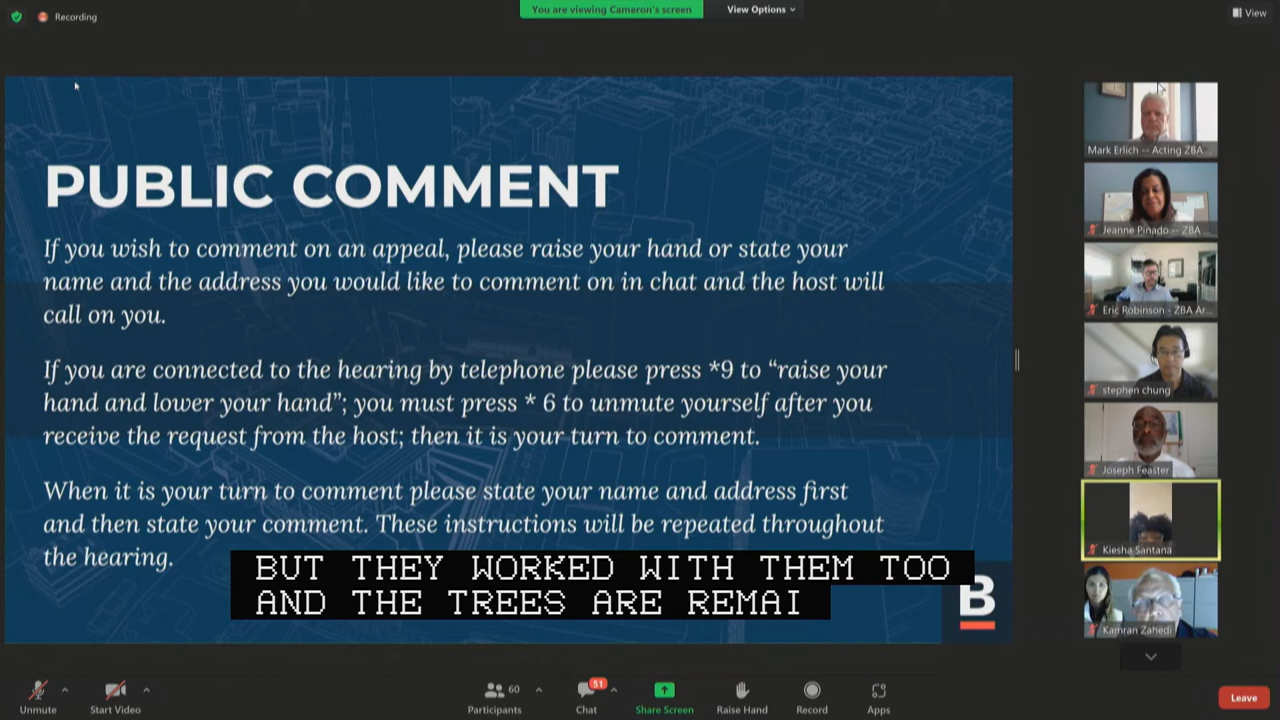 Recording
You are viewing Cameron's screen
View Options
View
PUBLIC COMMENT
If you wish to comment on an appeal, please raise your hand or state your
name and the address you would like to comment on in chat and the host will
call on you.
If you are connected to the hearing by telephone please press *9 to “raise your
hand and lower your hand”; you must press * 6 to unmute yourself after you
receive the request from the host; then it is your turn to comment.
When it is your turn to comment please state your name and address first
and then state your comment. These instructions will be repeated throughout
the hearing.
BUT THEY WORKED WITH THEM TOO
AND THE TREES ARE REMAI
B
Mark Erlich -- Acting ZBA ...
Jeanne Pinado -- ZBA
Eric Robinson - ZBA Ar...
stephen chung
Joseph Feaster
Kiesha Santana
Kamran Zahedi
Unmute
Start Video
60
Participants
51
Chat
Share Screen
Raise Hand
Record
Apps
Leave